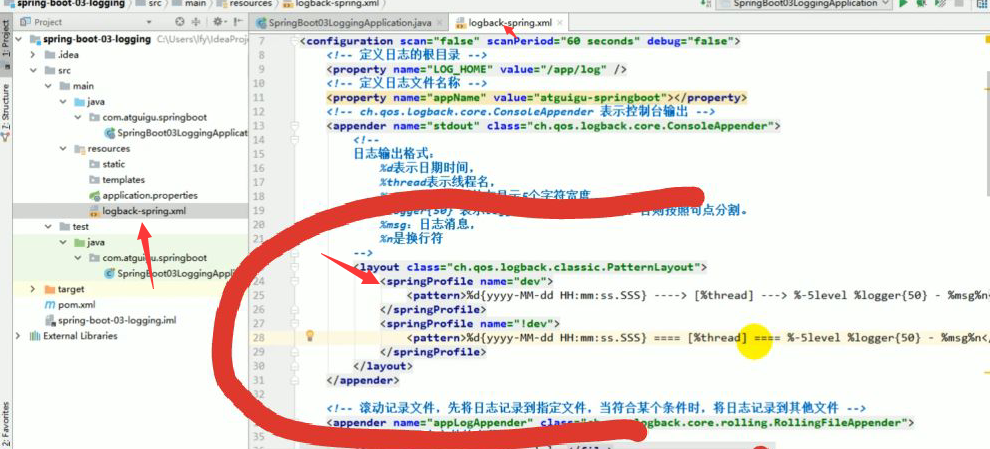 spring-boot-03-logging src main resources logback-spring.xml
SpringBoot03LoggingApplication
1: Project
Z: Structure
2: Favorites
Project
spring-boot-03-logging C:\Users\lfy\IdeaProj
.idea
src
main
java
com.atguigu.springboot
SpringBoot03LoggingApplicatio
resources
static
templates
application.properties
logback-spring.xml
test
java
com.atguigu.springboot
SpringBoot03LoggingAppli
target
pom.xml
spring-boot-03-logging.iml
External Libraries
SpringBoot03LoggingApplication.java
logback-spring.xml
7 <configuration scan="false" scanPeriod="60 seconds" debug="false">
8 <!-- 定义日志的根目录 -->
9 <property name="LOG_HOME" value="/app/log" />
10 <!-- 定义日志文件名称 -->
11 <property name="appName" value="atguigu-springboot"></property>
12 <!-- ch.qos.logback.core.ConsoleAppender 表示控制台输出 -->
13 <appender name="stdout" class="ch.qos.logback.core.ConsoleAppender">
14 <!--
15 日志输出格式：
16 %d表示日期时间，
17 %thread表示线程名，
18 显示5个字符宽度
19 ogger{50} 表示 否则按照句点分割。
20 %msg：日志消息，
21 %n是换行符
22 -->
23 <layout class="ch.qos.logback.classic.PatternLayout">
24 <springProfile name="dev">
25 <pattern>%d{yyyy-MM-dd HH:mm:ss.SSS} ----> [%thread] ---> %-5level %logger{50} - %msg%n<
26 </springProfile>
27 <springProfile name="!dev">
28 <pattern>%d{yyyy-MM-dd HH:mm:ss.SSS} ==== [%thread] ==== %-5level %logger{50} - %msg%n</
29 </springProfile>
30 </layout>
31 </appender>
32
33 <!-- 滚动记录文件，先将日志记录到指定文件，当符合某个条件时，将日志记录到其他文件 -->
34 <appender name="appLogAppender" class="ch.qos.logback.core.rolling.RollingFileAppender">
35